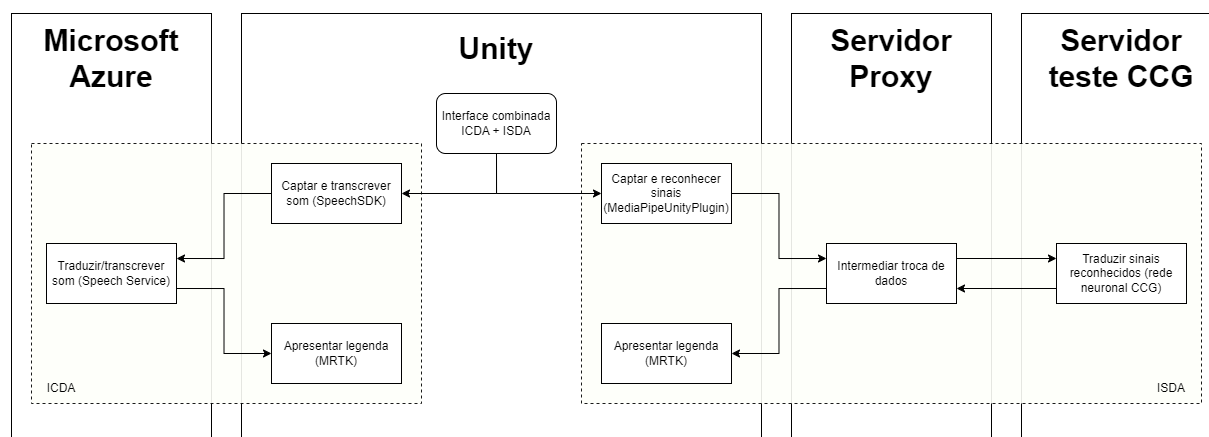 Microsoft
Azure
Unity
Servidor
Proxy
Servidor
teste CCG
Interface combinada
ICDA + ISDA
Captar e transcrever
som (SpeechSDK)
Captar e reconhecer
sinais
(MediaPipeUnityPlugin)
Traduzir/transcrever
som (Speech Service)
Intermediar troca de
dados
Traduzir sinais
reconhecidos (rede
neuronal CCG)
Apresentar legenda
(MRTK)
Apresentar legenda
(MRTK)
ICDA
ISDA